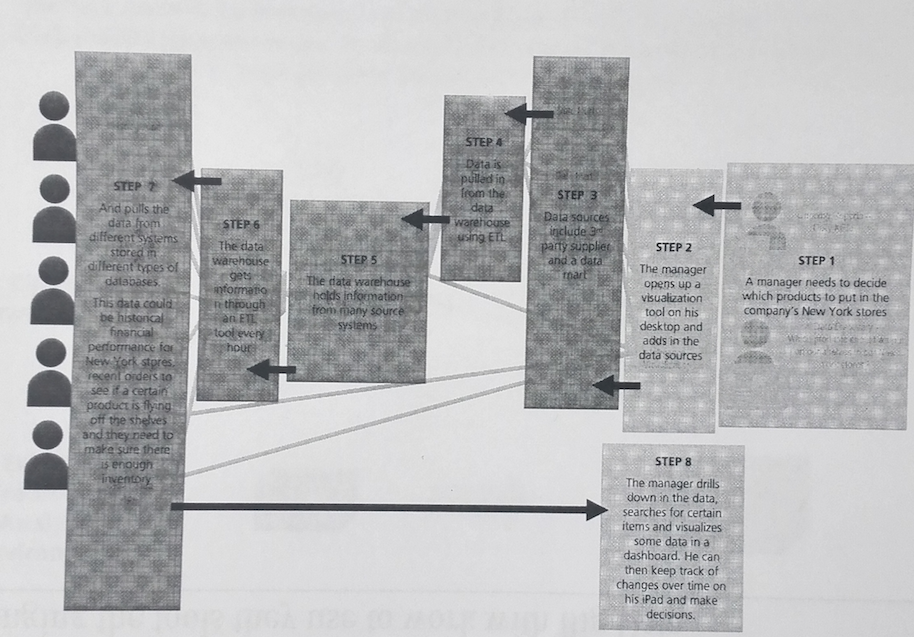 STEP 7
And pulls the
data from
different systems
stored in
different types of
databases.
This data could
be historical
financial
performance for
New York stores,
recent orders to
see if a certain
product is flying
off the shelves
and they need to
make sure there
is enough
inventory
STEP 6
The data
warehouse
gets
informatio
n through
an ETL
tool every
hour
STEP 5
The data warehouse
holds information
from many source
systems
STEP 4
Data is
pulled in
from the
data
warehouse
using ETL
STEP 3
Data sources
include 3rd
party supplier
and a data
mart
STEP 2
The manager
opens up a
visualization
tool on his
desktop and
adds in the
data sources
STEP 1
A manager needs to decide
which products to put in the
company's New York stores
STEP 8
The manager drills
down in the data,
searches for certain
items and visualizes
some data in a
dashboard. He can
then keep track of
changes over time on
his iPad and make
decisions.